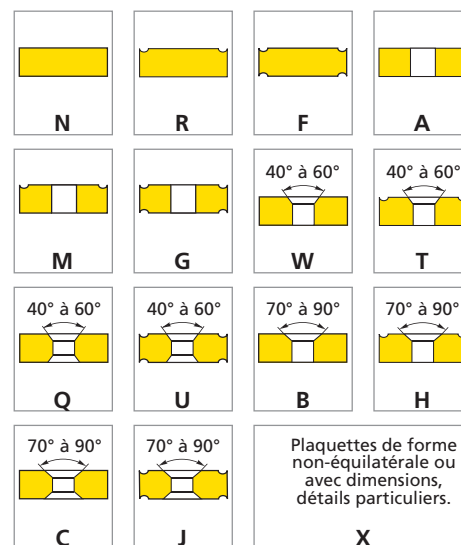 N R F A
40° à 60° 40° à 60°
M G W T
40° à 60° 40° à 60° 70° à 90° 70° à 90°
Q U B H
70° à 90° 70° à 90° Plaquettes de forme
non-équilatérale ou
avec dimensions,
détails particuliers.
C J X